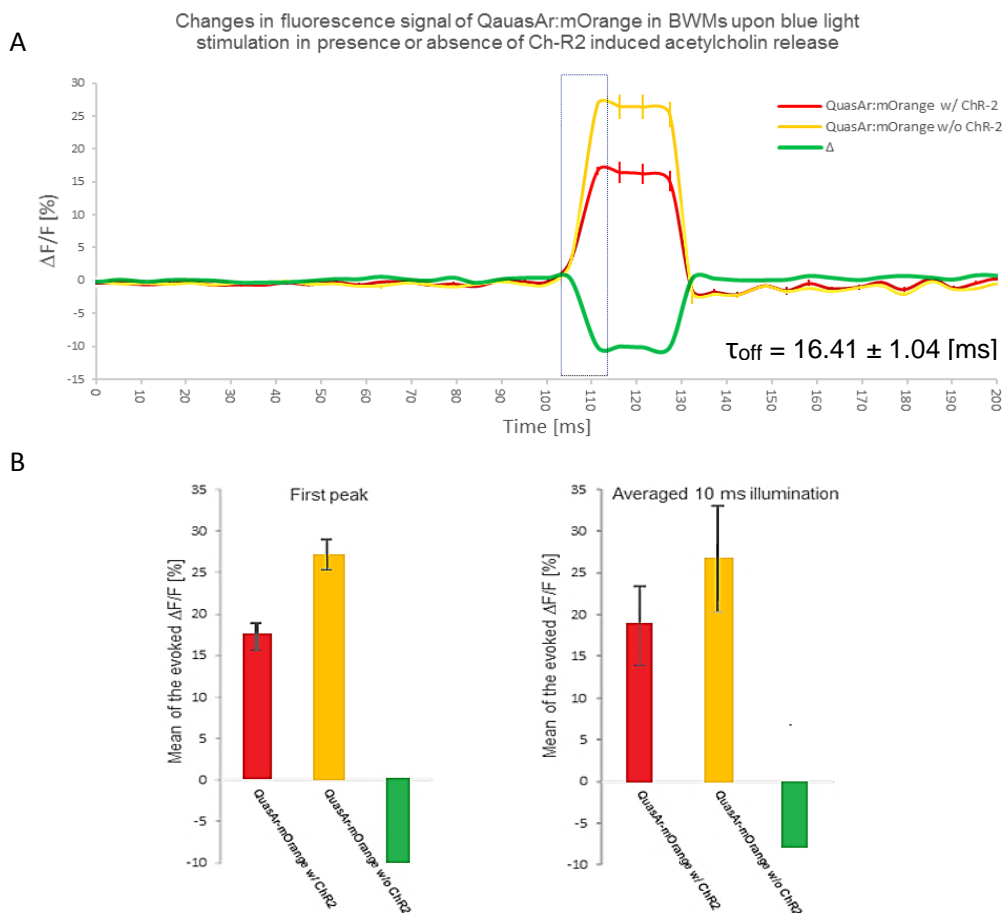 Changes in fluorescence signal of QauasAr:mOrange in BWMs upon blue light
stimulation in presence or absence of Ch-R2 induced acetylcholin release
A
30
25
20
15
10
5
0
-5
-10
-15
ΔF/F [%]
QuasAr:mOrange w/ ChR-2
QuasAr:mOrange w/o ChR-2
Δ
τoff = 16.41 ± 1.04 [ms]
0 10 20 30 40 50 60 70 80 90 100 110 120 130 140 150 160 170 180 190 200
Time [ms]
B
First peak
35
30
25
20
15
10
5
0
-5
-10
Mean of the evoked ΔF/F [%]
QuasAr-mOrange w/ ChR2
QuasAr-mOrange w/o ChR2
Averaged 10 ms illumination
35
30
25
20
15
10
5
0
-5
-10
Mean of the evoked ΔF/F [%]
QuasAr-mOrange w/ ChR2
QuasAr-mOrange w/o ChR2